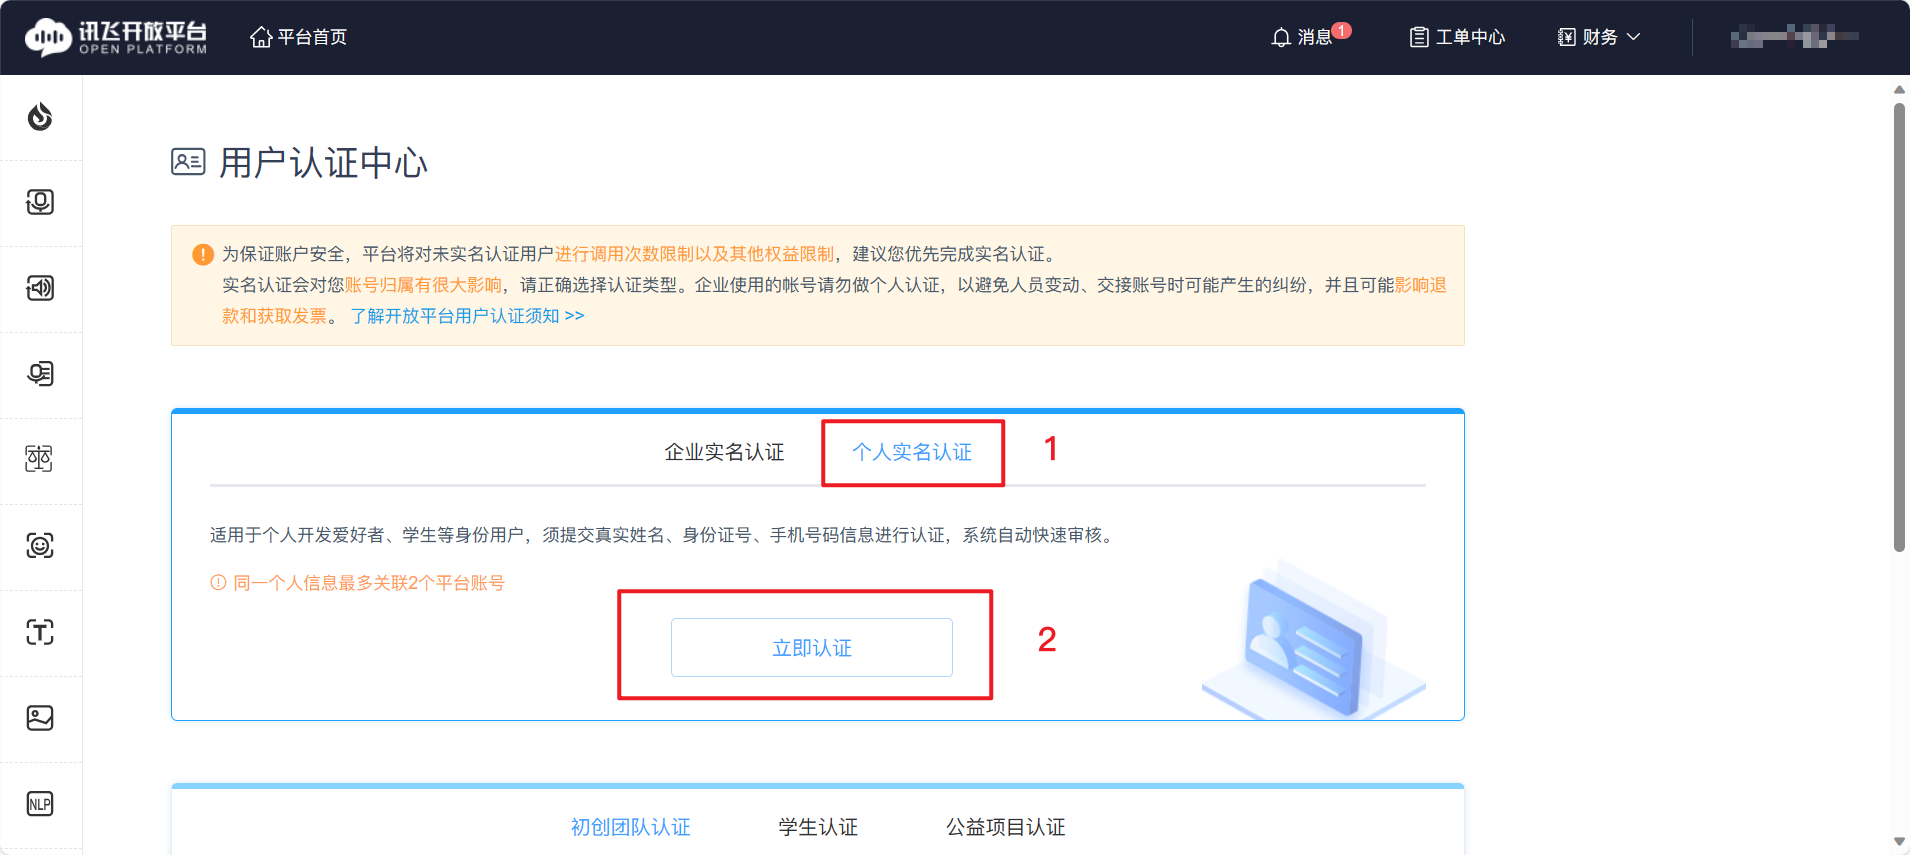 讯飞开放平台
OPEN PLATFORM
平台首页
消息 1
工单中心
财务
用户认证中心
为保证账户安全，平台将对未实名认证用户进行调用次数限制以及其他权益限制，建议您优先完成实名认证。
实名认证会对您账号归属有很大影响，请正确选择认证类型。企业使用的帐号请勿做个人认证，以避免人员变动、交接账号时可能产生的纠纷，并且可能影响退
款和获取发票。 了解开放平台用户认证须知 >>
企业实名认证
个人实名认证
1
适用于个人开发爱好者、学生等身份用户，须提交真实姓名、身份证号、手机号码信息进行认证，系统自动快速审核。
同一个人信息最多关联2个平台账号
立即认证
2
NLP
初创团队认证
学生认证
公益项目认证